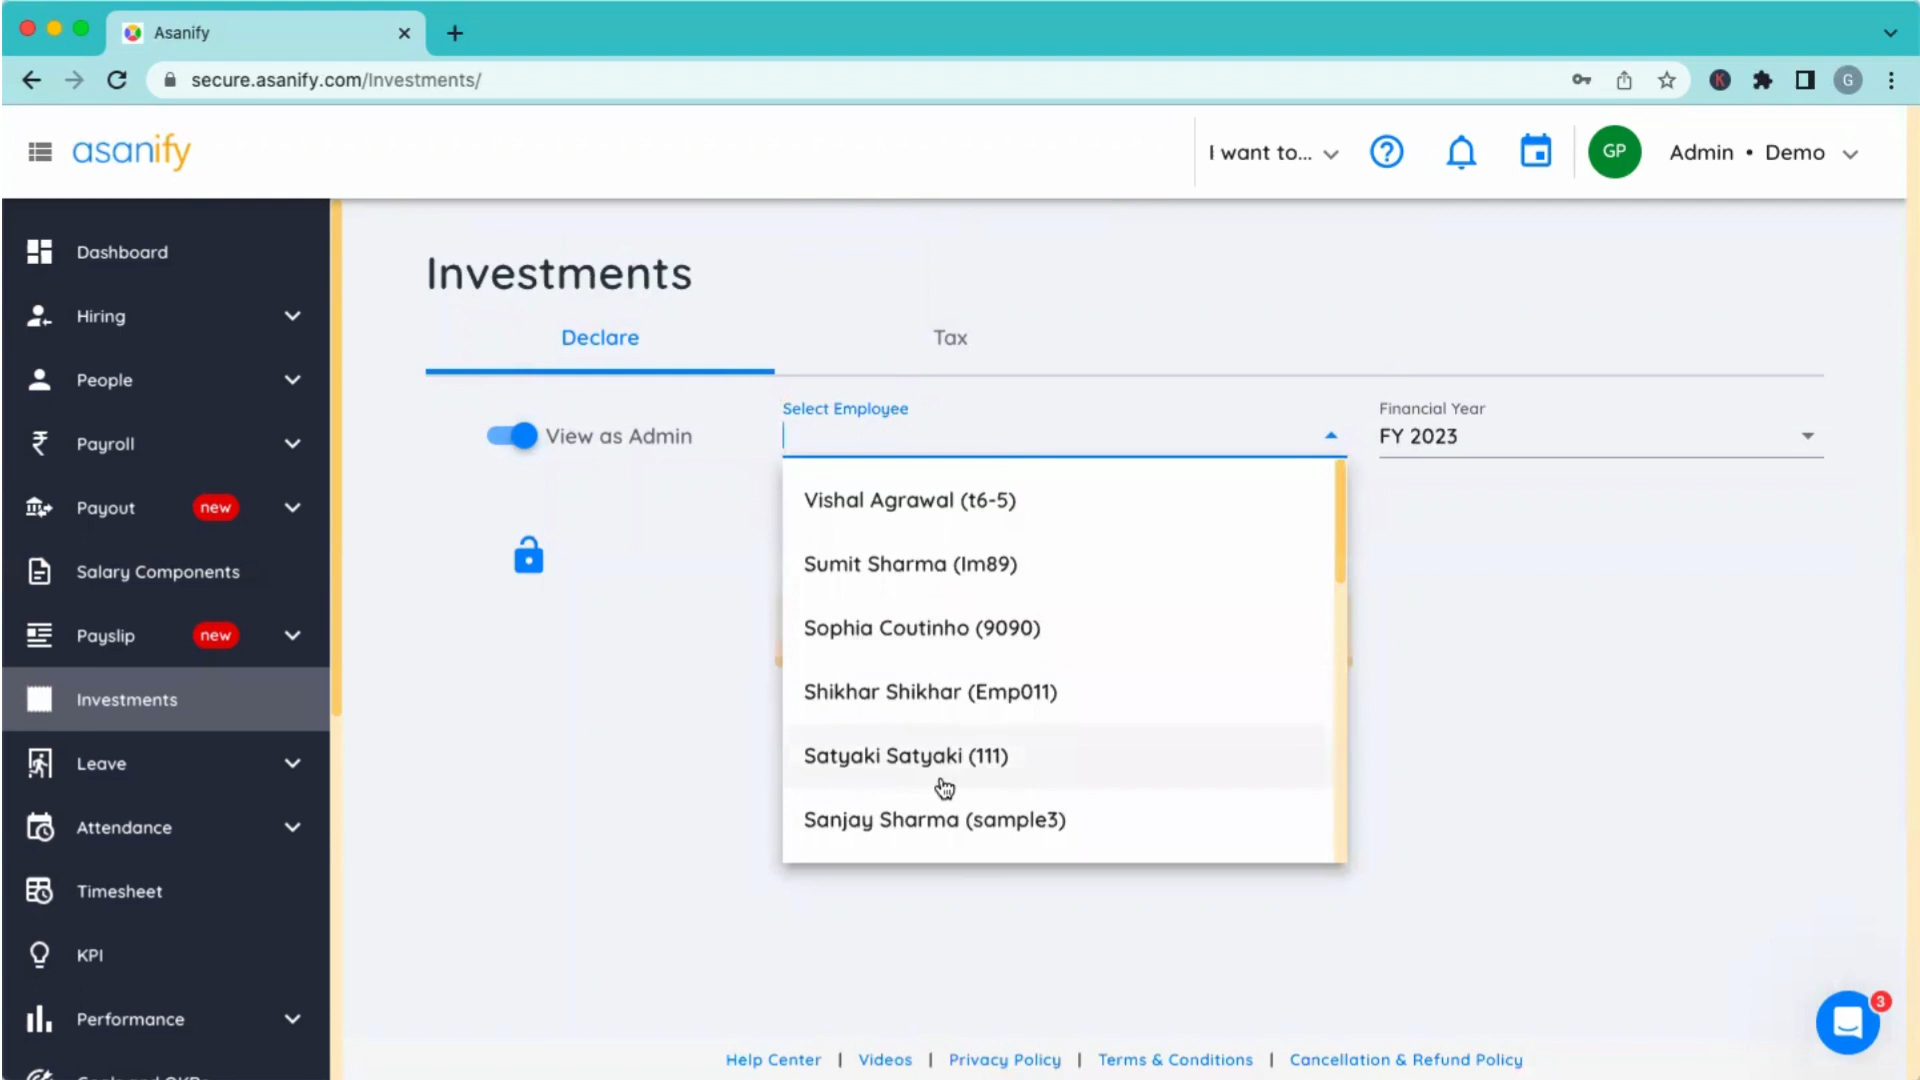 Asanify
secure.asanify.com/Investments/
K
G
asanify
I want to...
GP
Admin • Demo
Dashboard
Hiring
People
Payroll
Payout new
Salary Components
Payslip new
Investments
Leave
Attendance
Timesheet
KPI
Performance
Investments
Declare
Tax
View as Admin
Select Employee
Financial Year
FY 2023
Vishal Agrawal (t6-5)
Sumit Sharma (Im89)
Sophia Coutinho (9090)
Shikhar Shikhar (Emp011)
Satyaki Satyaki (111)
Sanjay Sharma (sample3)
3
Help Center | Videos | Privacy Policy | Terms & Conditions | Cancellation & Refund Policy